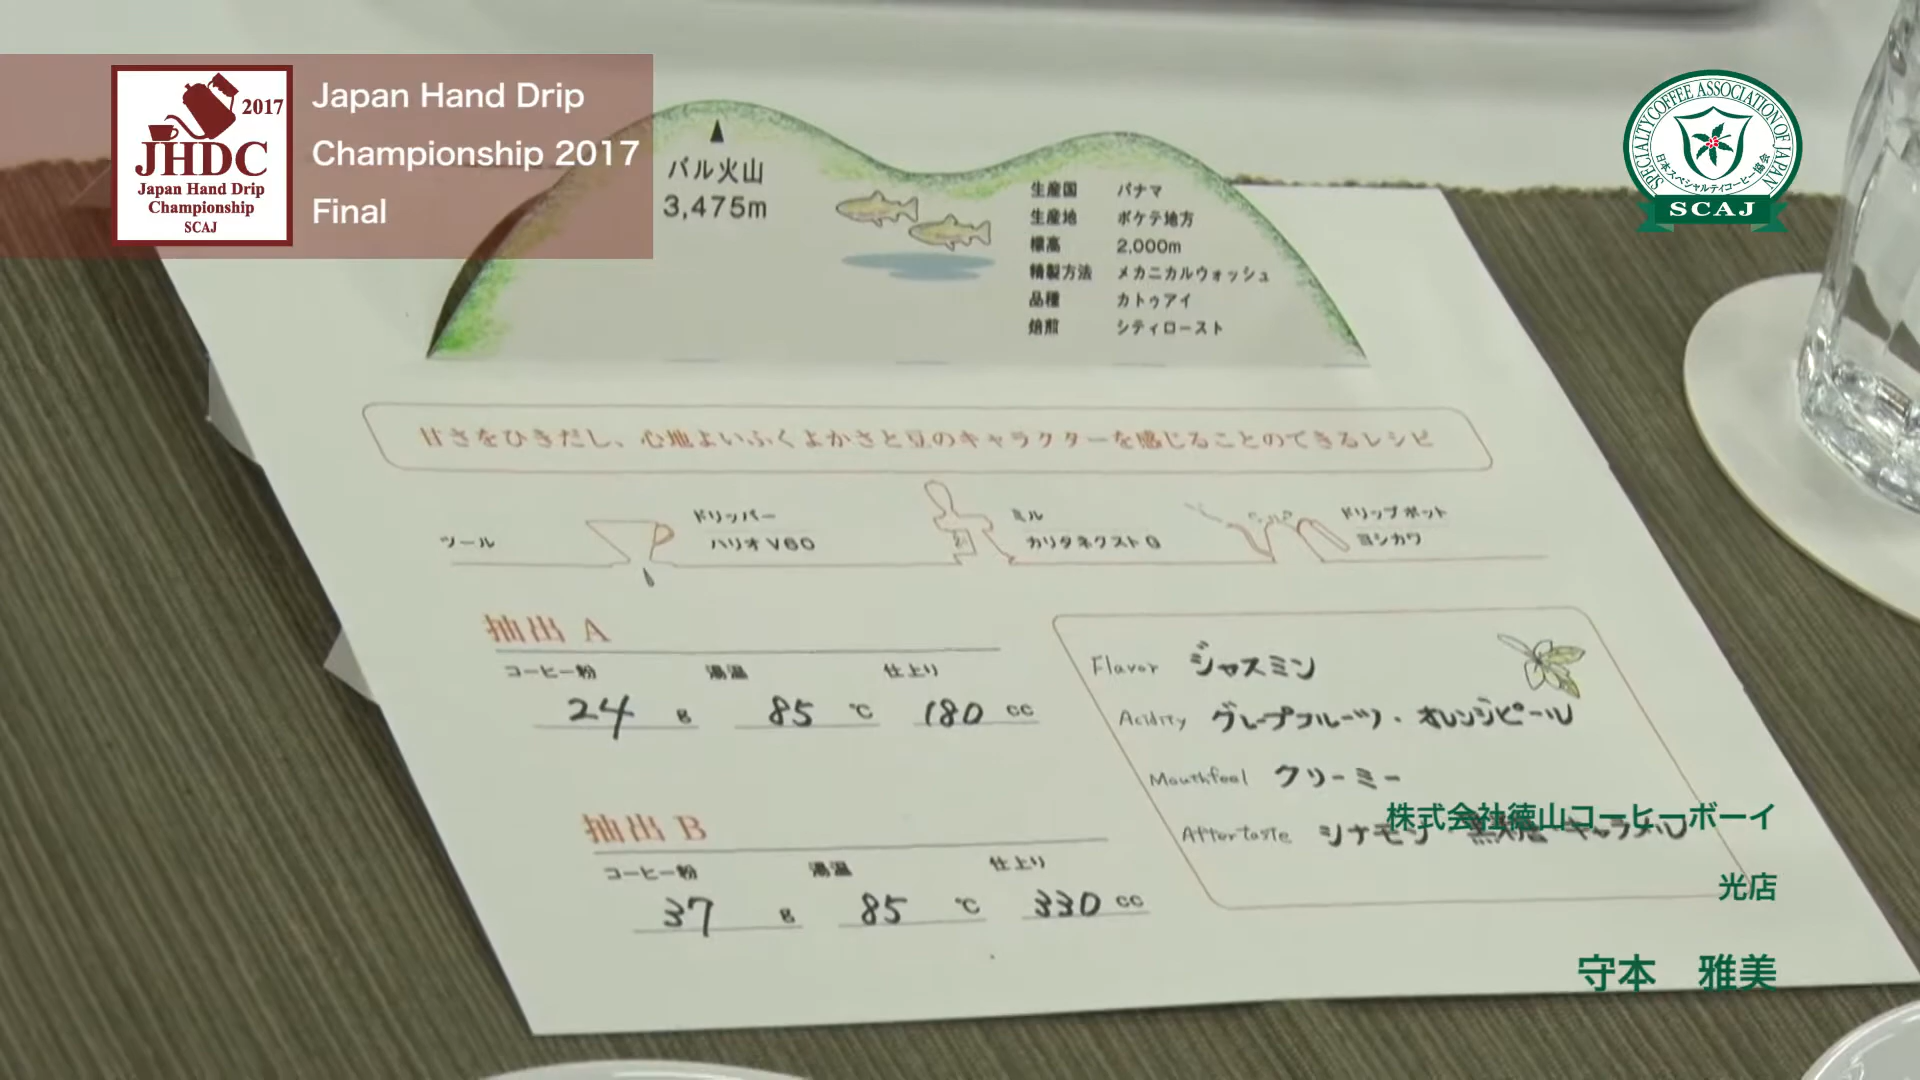 2017
JHDC
Japan Hand Drip
Championship
SCAJ
Japan Hand Drip
Championship 2017
Final
SPECIALTY COFFEE ASSOCIATION OF JAPAN
日本スペシャルティコーヒー協会
SCAJ
バル火山
3,475m
生産国 パナマ
生産地 ボケテ地方
標高 2,000m
精製方法 メカニカルウォッシュ
品種 カトゥアイ
焙煎 シティロースト
甘さをひきだし、心地よいふくよかさと豆のキャラクターを感じることのできるレシピ
ツール
ドリッパー
ハリオV60
ミル
カリタネクストG
ドリップポット
ヨシカワ
抽出 A
コーヒー粉 湯温 仕上り
24 g 85 ℃ 180 cc
抽出 B
コーヒー粉 湯温 仕上り
37 g 85 ℃ 330 cc
Flavor ジャスミン
Acidity グレープフルーツ・オレンジピール
Mouthfeel クリーミー
Aftertaste シナモン 黒糖 キャラメル
株式会社徳山コーヒーボーイ
光店
守本 雅美